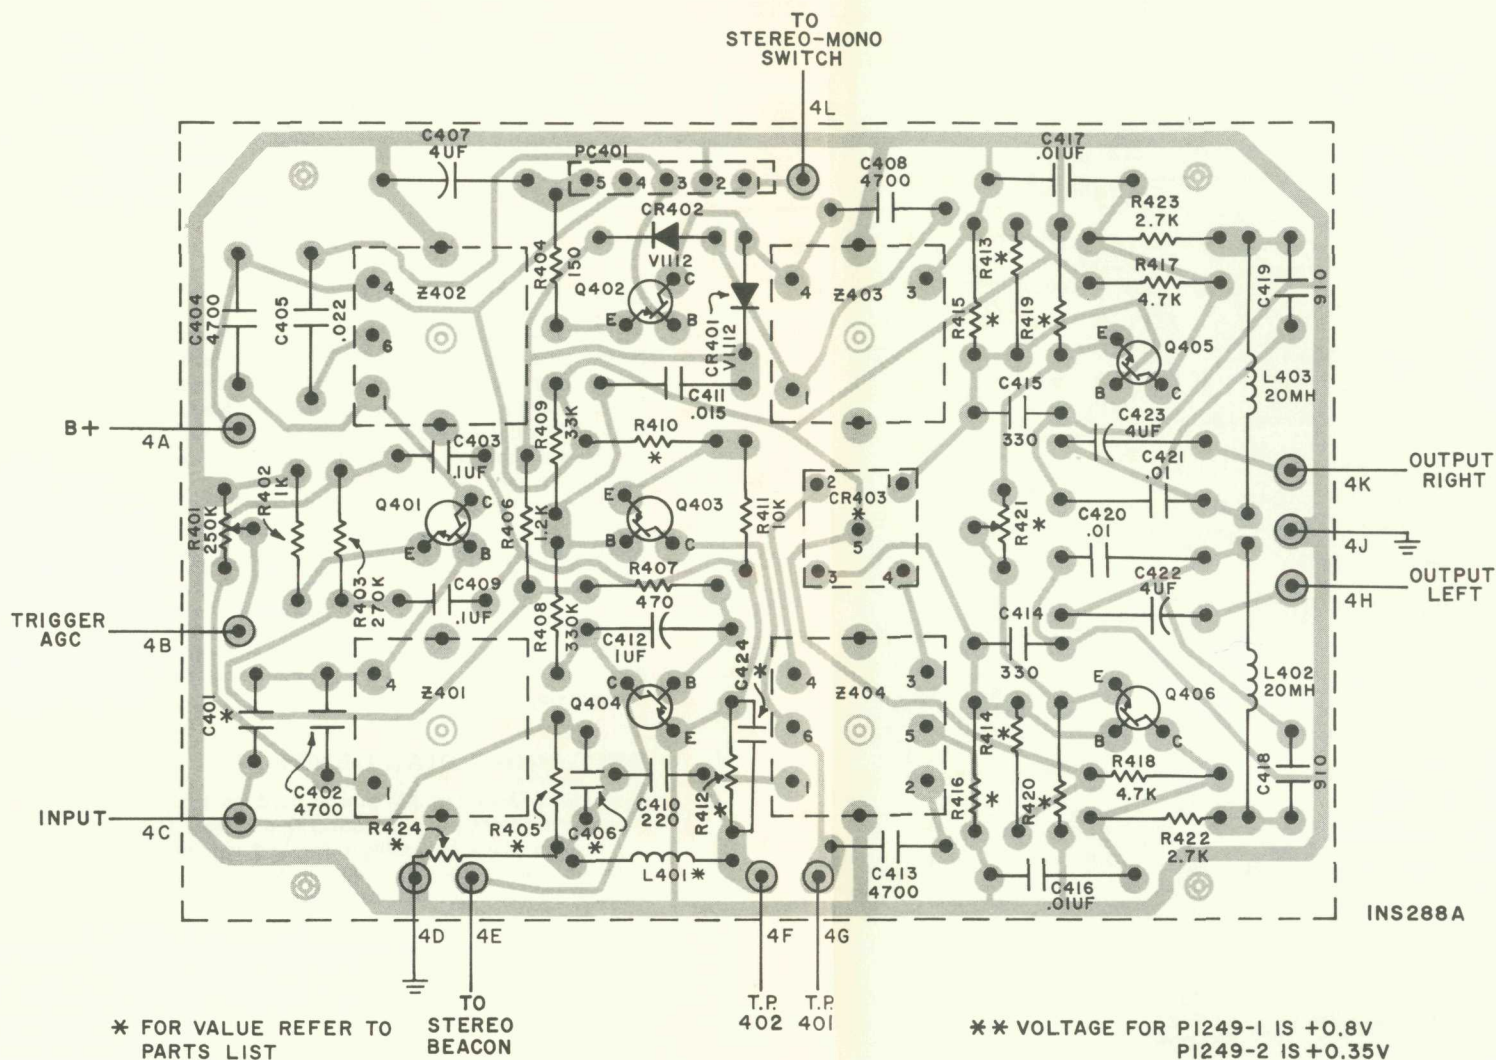 TO
STEREO-MONO
SWITCH
4L
C407
4UF
PC401
5 4 3 2 1
C408
4700
C417
.01UF
R423
2.7K
CR402
V1112
R404
150
Q402
C
E
B
CR401
V1112
Z402
4
6
1
Z403
4
3
1
C404
4700
C405
.022
R413
*
R415
*
R419
*
R417
4.7K
C419
910
E
Q405
B
C
L403
20MH
C411
.015
C415
330
C423
4UF
B+
4A
R409
33K
R410
*
C403
.1UF
C421
.01
OUTPUT
RIGHT
4K
R402
1K
R401
250K
Q401
C
E
B
R406
1.2K
E
Q403
B
C
R411
10K
2
CR403
*
5
3
4
R421
*
C420
.01
4J
R403
270K
C409
.1UF
R407
470
R408
330K
C422
4UF
OUTPUT
LEFT
4H
TRIGGER
AGC
4B
C412
1UF
C424
*
C414
330
Z401
4
1
C
B
Q404
E
Z404
4
3
6
5
1
2
E
Q406
B
C
L402
20MH
C401
*
C402
4700
R414
*
R416
*
R420
*
R418
4.7K
C418
910
INPUT
4C
R424
*
R405
*
C406
*
C410
220
R412
*
R422
2.7K
L401*
C413
4700
C416
.01UF
INS288A
4D
4E
4F
4G
TO
STEREO
BEACON
T.P.
402
T.P.
401
* FOR VALUE REFER TO
PARTS LIST
** VOLTAGE FOR P1249-1 IS +0.8V
P1249-2 IS +0.35V